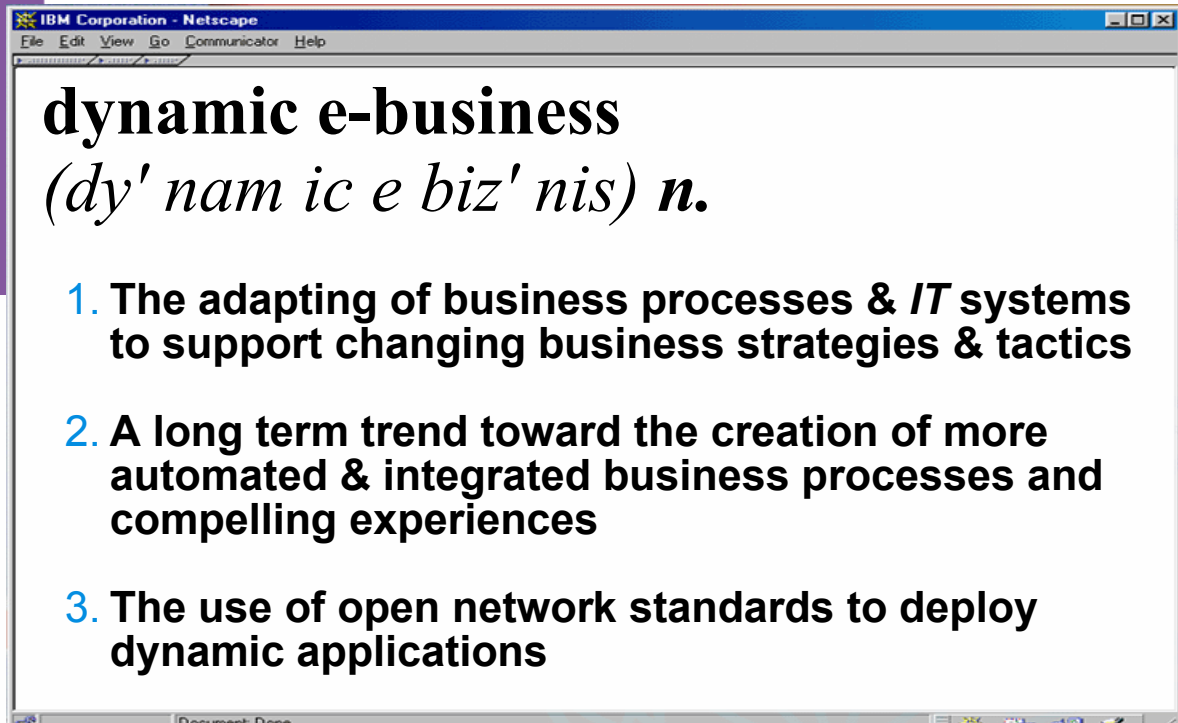 IBM Corporation - Netscape
File Edit View Go Communicator Help
dynamic e-business
(dy' nam ic e biz' nis) n.
1. The adapting of business processes & IT systems
to support changing business strategies & tactics
2. A long term trend toward the creation of more
automated & integrated business processes and
compelling experiences
3. The use of open network standards to deploy
dynamic applications
Document: Done